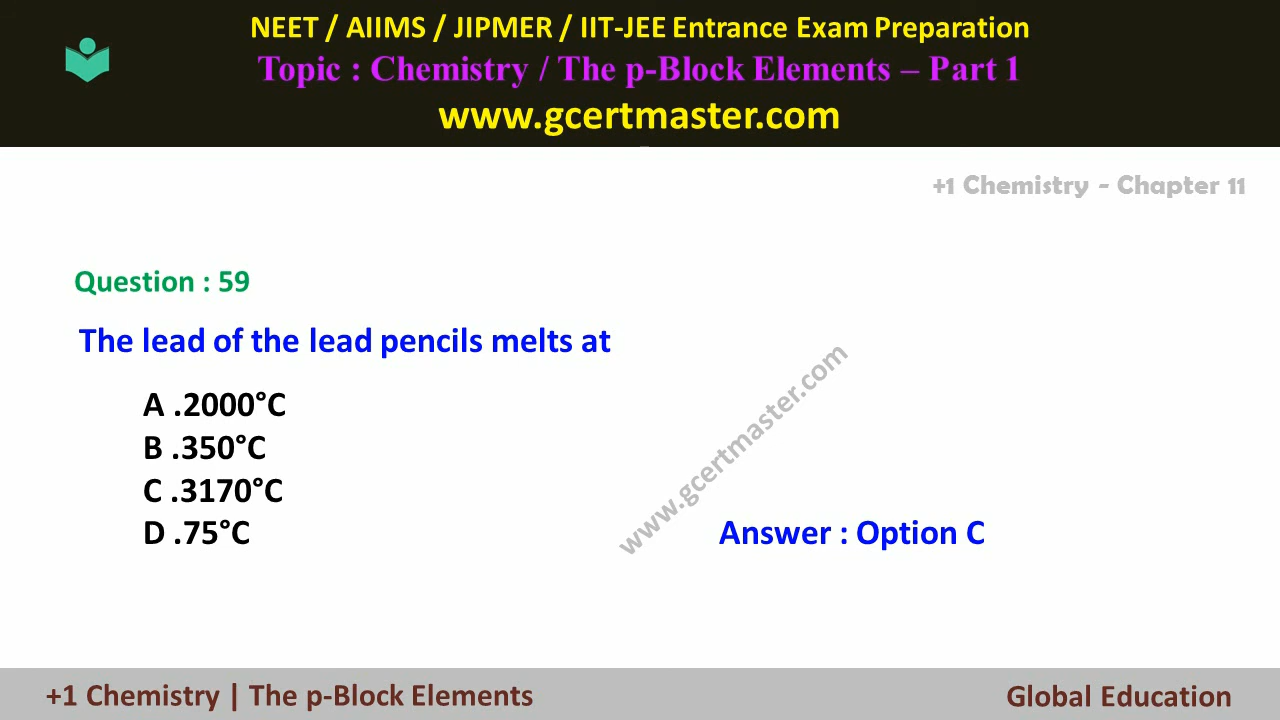 NEET / AIIMS / JIPMER / IIT-JEE Entrance Exam Preparation
Topic : Chemistry / The p-Block Elements – Part 1
www.gcertmaster.com
+1 Chemistry - Chapter 11
Question : 59
The lead of the lead pencils melts at
A .2000°C
B .350°C
C .3170°C
D .75°C
Answer : Option C
www.gcertmaster.com
+1 Chemistry | The p-Block Elements
Global Education